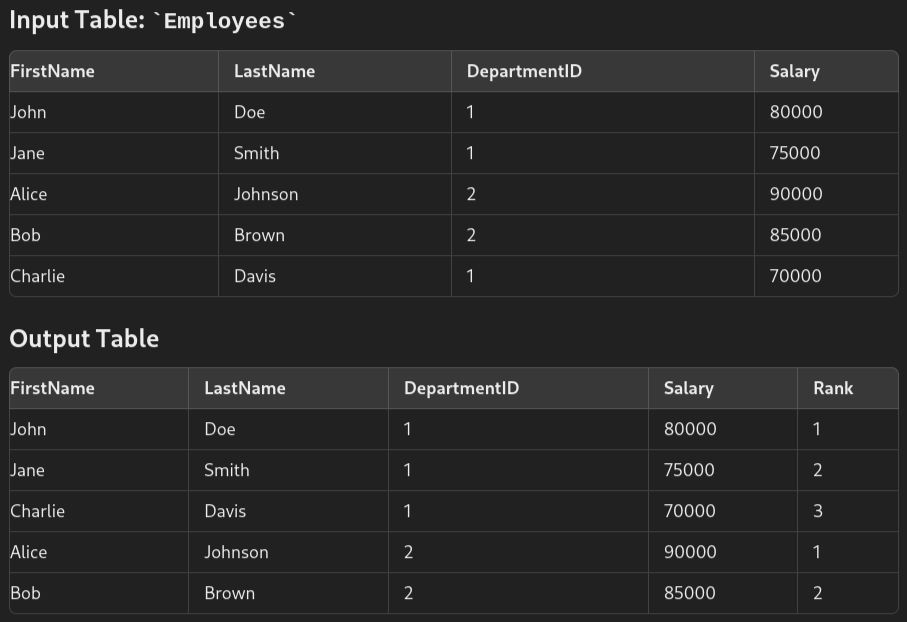 Input Table: `Employees`
FirstName LastName DepartmentID Salary
John Doe 1 80000
Jane Smith 1 75000
Alice Johnson 2 90000
Bob Brown 2 85000
Charlie Davis 1 70000
Output Table
FirstName LastName DepartmentID Salary Rank
John Doe 1 80000 1
Jane Smith 1 75000 2
Charlie Davis 1 70000 3
Alice Johnson 2 90000 1
Bob Brown 2 85000 2